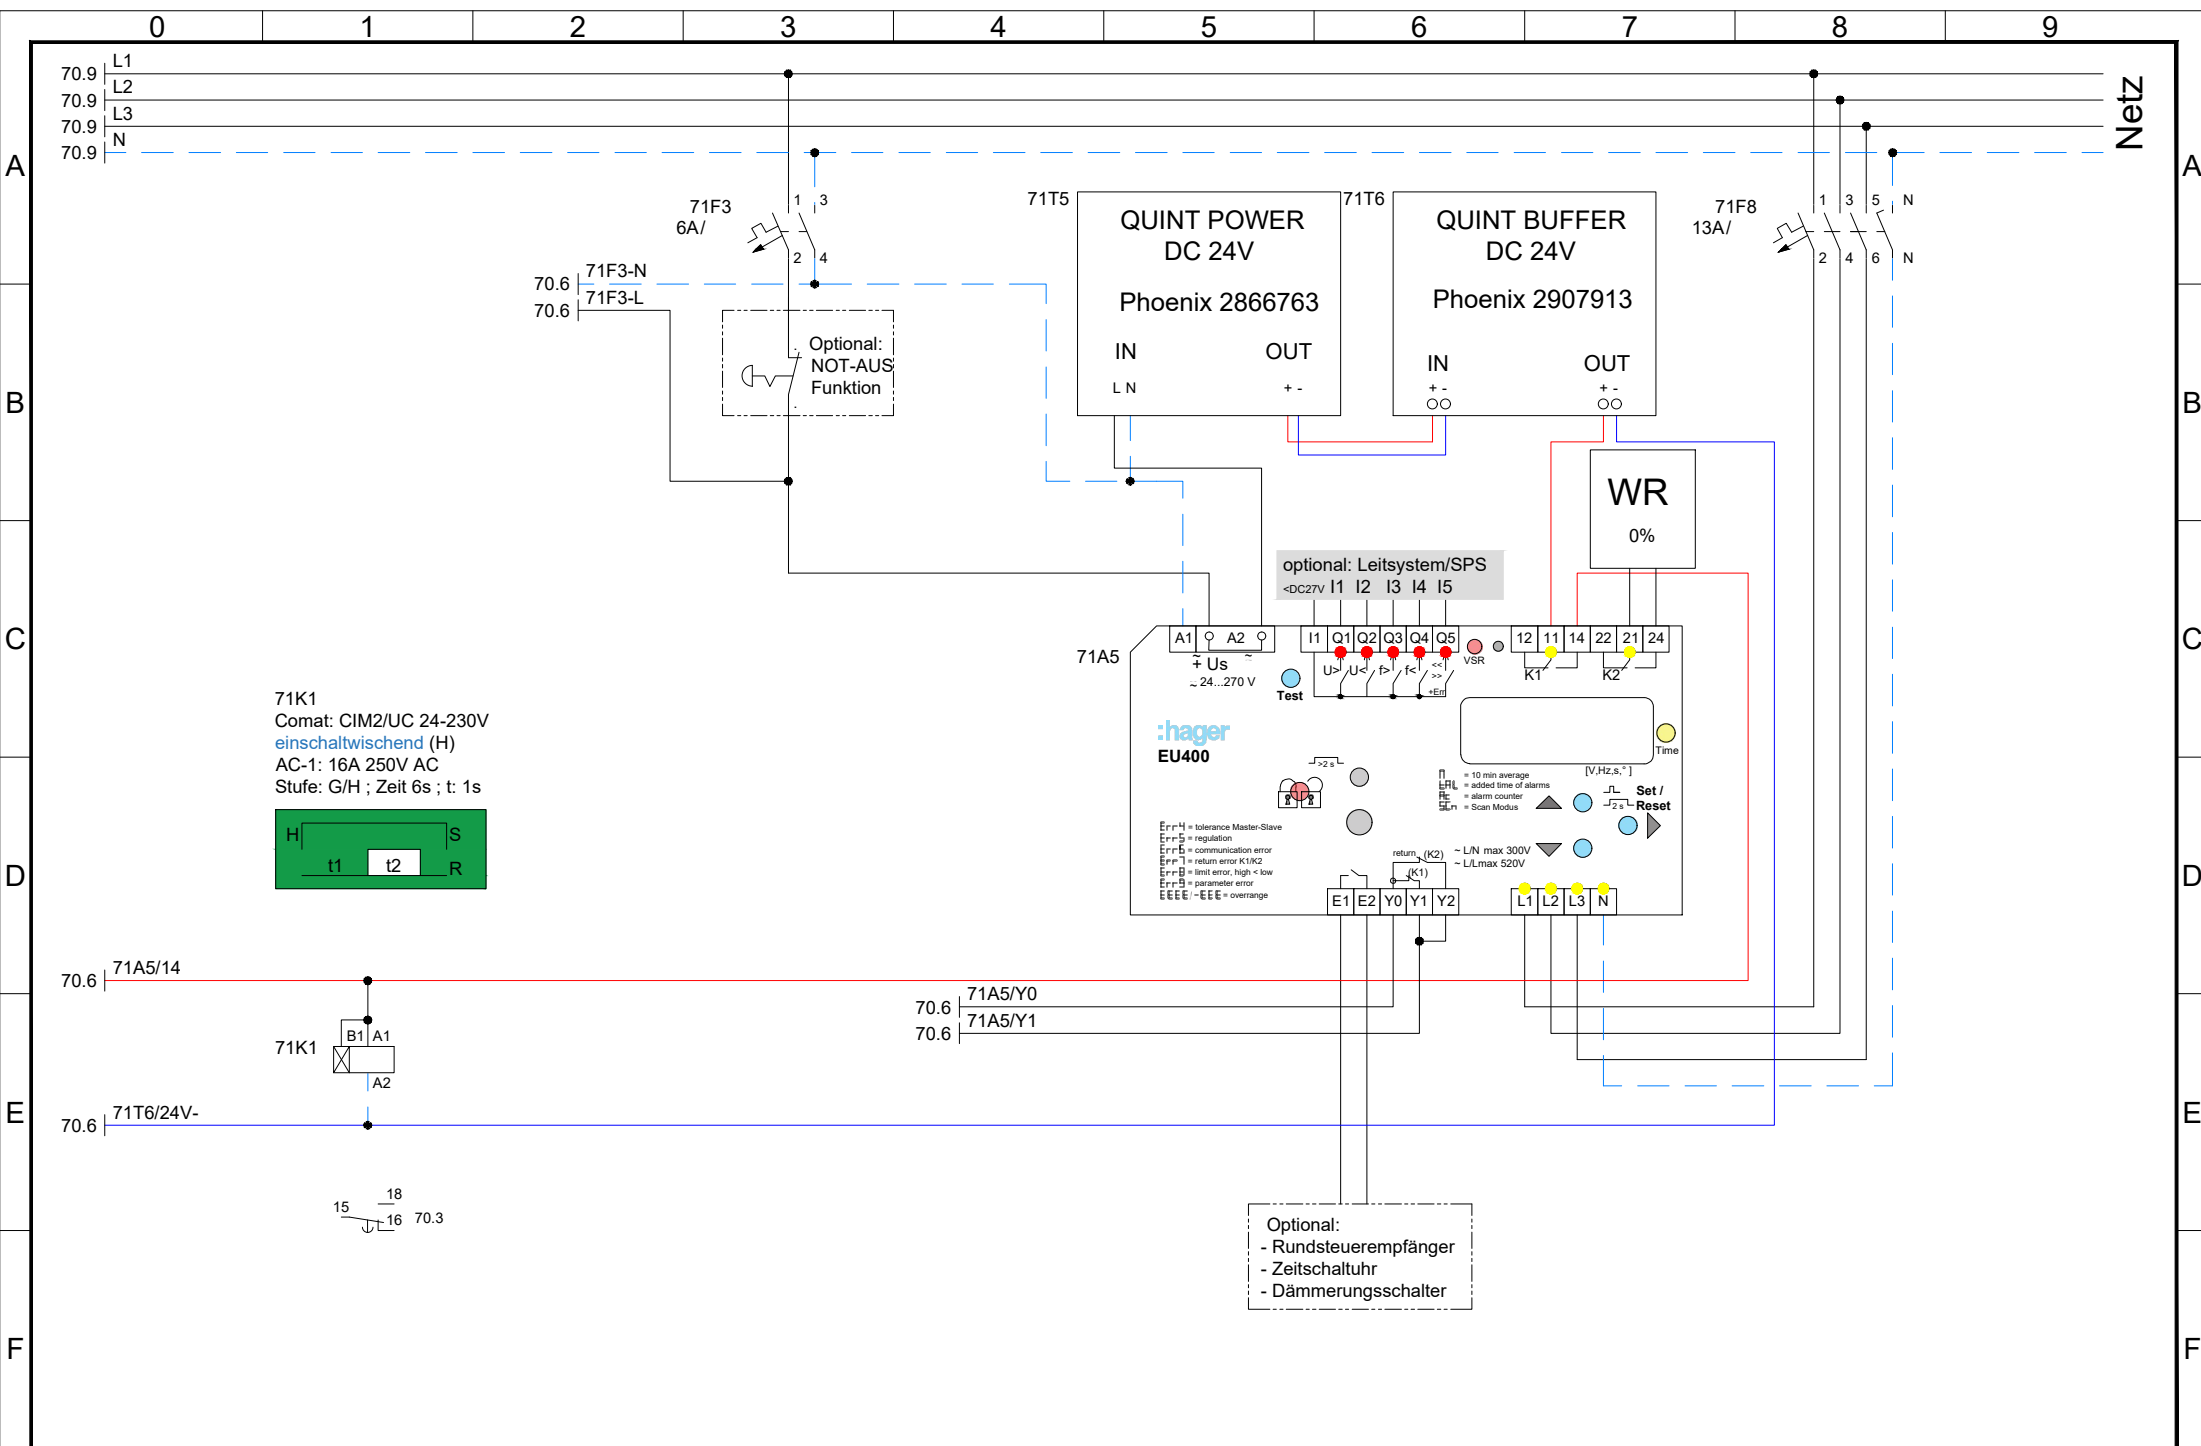 0 1 2 3 4 5 6 7 8 9
70.9 L1
70.9 L2
70.9 L3
70.9 N
Netz
A A
71F3
6A/
1 3
2 4
71T5
QUINT POWER
DC 24V
Phoenix 2866763
IN OUT
L N + -
71T6
QUINT BUFFER
DC 24V
Phoenix 2907913
IN OUT
+ - + -
71F8
13A/
1 3 5 N
2 4 6 N
70.6 71F3-N
70.6 71F3-L
Optional:
NOT-AUS
Funktion
B B
WR
0%
optional: Leitsystem/SPS
<DC27V I1 I2 I3 I4 I5
C C
71A5
A1 A2
I1 Q1 Q2 Q3 Q4 Q5
VSR
12 11 14 22 21 24
K1 K2
+ Us
~ 24...270 V
Test
U> U< f> f< << >>
+Err
:hager
EU400
>2 s
Time
[V,Hz,s,° ]
= 10 min average
= added time of alarms
= alarm counter
= Scan Modus
2 s
Set /
Reset
71K1
Comat: CIM2/UC 24-230V
einschaltwischend (H)
AC-1: 16A 250V AC
Stufe: G/H ; Zeit 6s ; t: 1s
H S
t1 t2 R
D D
Err4 = tolerance Master-Slave
Err5 = regulation
Err6 = communication error
Err7 = return error K1/K2
Err8 = limit error, high < low
Err9 = parameter error
EEEE/-EEE = overrange
return (K2)
(K1)
~ L/N max 300V
~ L/Lmax 520V
E1 E2 Y0 Y1 Y2
L1 L2 L3 N
70.6 71A5/14
70.6 71A5/Y0
70.6 71A5/Y1
71K1
B1 A1
A2
E E
70.6 71T6/24V-
15 18
16 70.3
Optional:
- Rundsteuerempfänger
- Zeitschaltuhr
- Dämmerungsschalter
F F